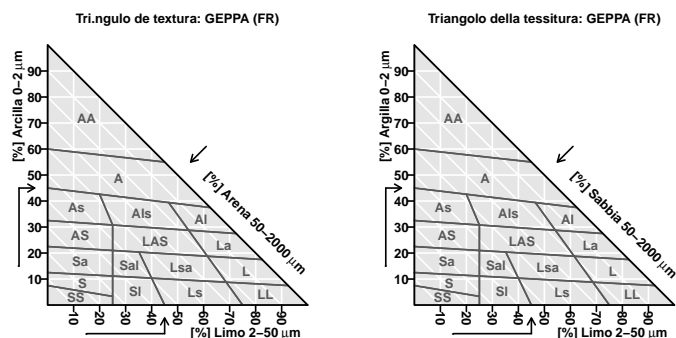 Tri.ngulo de textura: GEPPA (FR)
[%] Arcilla 0−2 µm
[%] Arena 50−2000 µm
[%] Limo 2−50 µm
90
80
70
60
50
40
30
20
10
10 20 30 40 50 60 70 80 90
AA
A
As Als Al
AS LAS La
Sa Sal Lsa L
S
SS Sl Ls LL
Triangolo della tessitura: GEPPA (FR)
[%] Argilla 0−2 µm
[%] Sabbia 50−2000 µm
[%] Limo 2−50 µm
90
80
70
60
50
40
30
20
10
10 20 30 40 50 60 70 80 90
AA
A
As Als Al
AS LAS La
Sa Sal Lsa L
S
SS Sl Ls LL